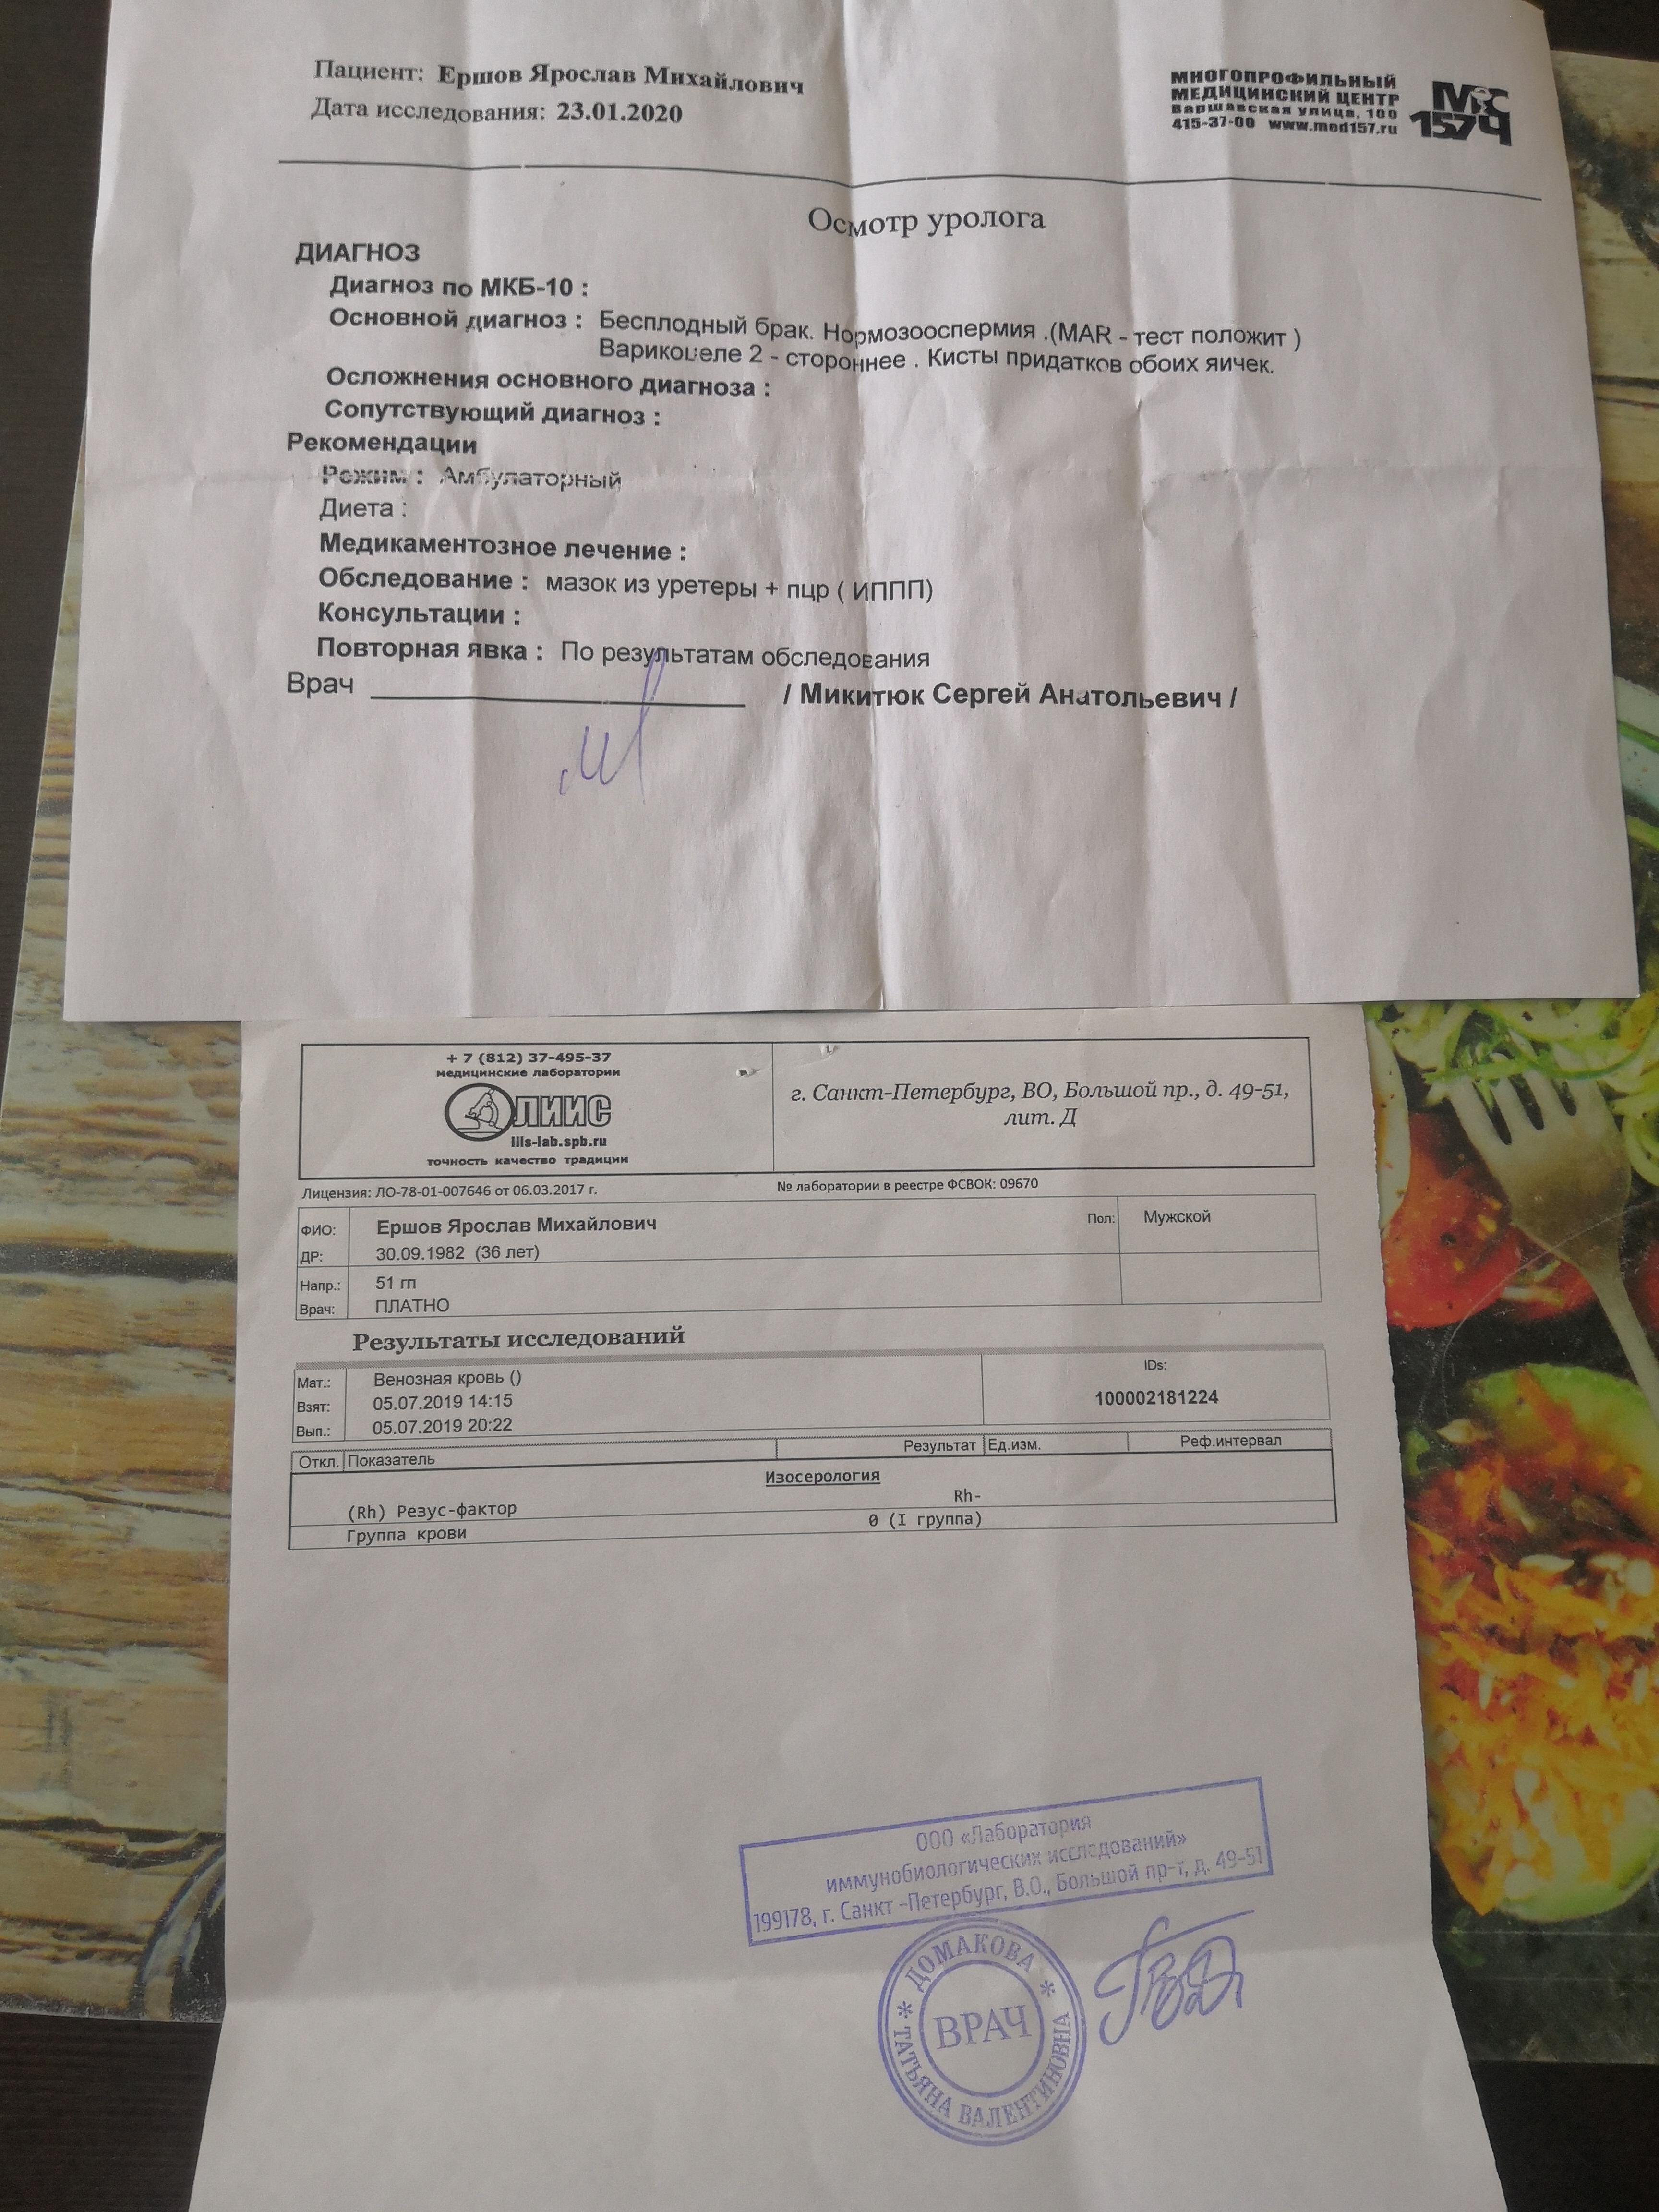 Пациент: Ершов Ярослав Михайлович
Дата исследования: 23.01.2020
МНОГОПРОФИЛЬНЫЙ
МЕДИЦИНСКИЙ ЦЕНТР
Варшавская улица, 100
415-37-00 www.med157.ru
МСЧ
157
Осмотр уролога
ДИАГНОЗ
Диагноз по МКБ-10 :
Основной диагноз : Бесплодный брак. Нормозооспермия .(MAR - тест положит )
Варикоцеле 2 - стороннее . Кисты придатков обоих яичек.
Осложнения основного диагноза :
Сопутствующий диагноз :
Рекомендации
Режим : Амбулаторный
Диета :
Медикаментозное лечение :
Обследование : мазок из уретеры + пцр ( ИППП)
Консультации :
Повторная явка : По результатам обследования
Врач / Микитюк Сергей Анатольевич /
+ 7 (812) 37-495-37
медицинские лаборатории
ЛИИС
liis-lab.spb.ru
точность качество традиции
г. Санкт-Петербург, ВО, Большой пр., д. 49-51,
лит. Д
Лицензия: ЛО-78-01-007646 от 06.03.2017 г. № лаборатории в реестре ФСВОК: 09670
ФИО: Ершов Ярослав Михайлович Пол: Мужской
ДР: 30.09.1982 (36 лет)
Напр.: 51 гп
Врач: ПЛАТНО
Результаты исследований
Мат.: Венозная кровь () IDs:
Взят: 05.07.2019 14:15 100002181224
Вып.: 05.07.2019 20:22
Откл. Показатель Результат Ед.изм. Реф.интервал
Изосерология
(Rh) Резус-фактор Rh-
Группа крови 0 (I группа)
ООО «Лаборатория
иммунобиологических исследований»
199178, г. Санкт -Петербург, В.О., Большой пр-т, д. 49-51
* ДОМАКОВА *
ТАТЬЯНА ВАЛЕНТИНОВНА
ВРАЧ